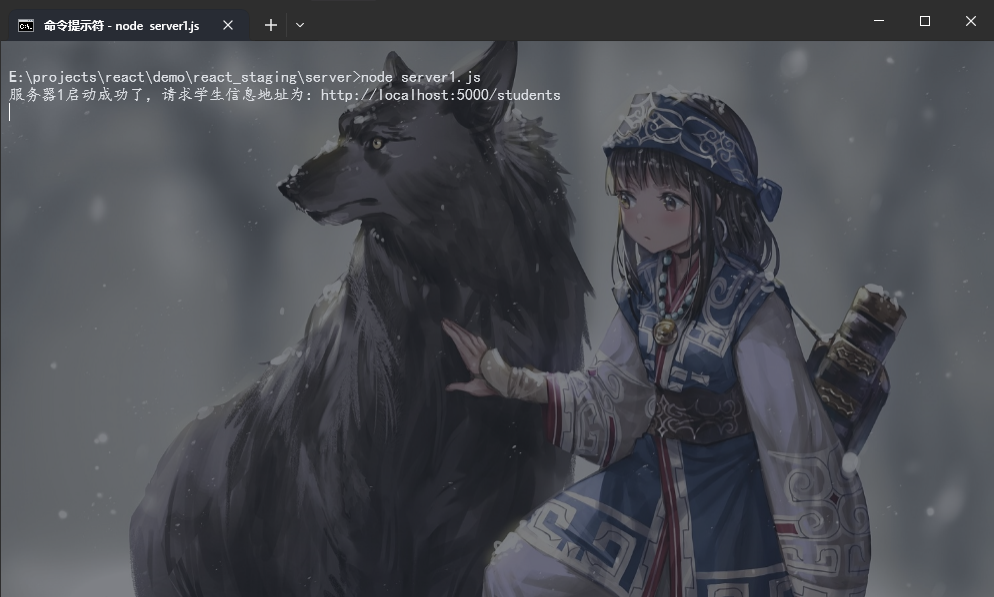 命令提示符 - node  server1.js
E:\projects\react\demo\react_staging\server>node server1.js
服务器1启动成功了，请求学生信息地址为：http://localhost:5000/students